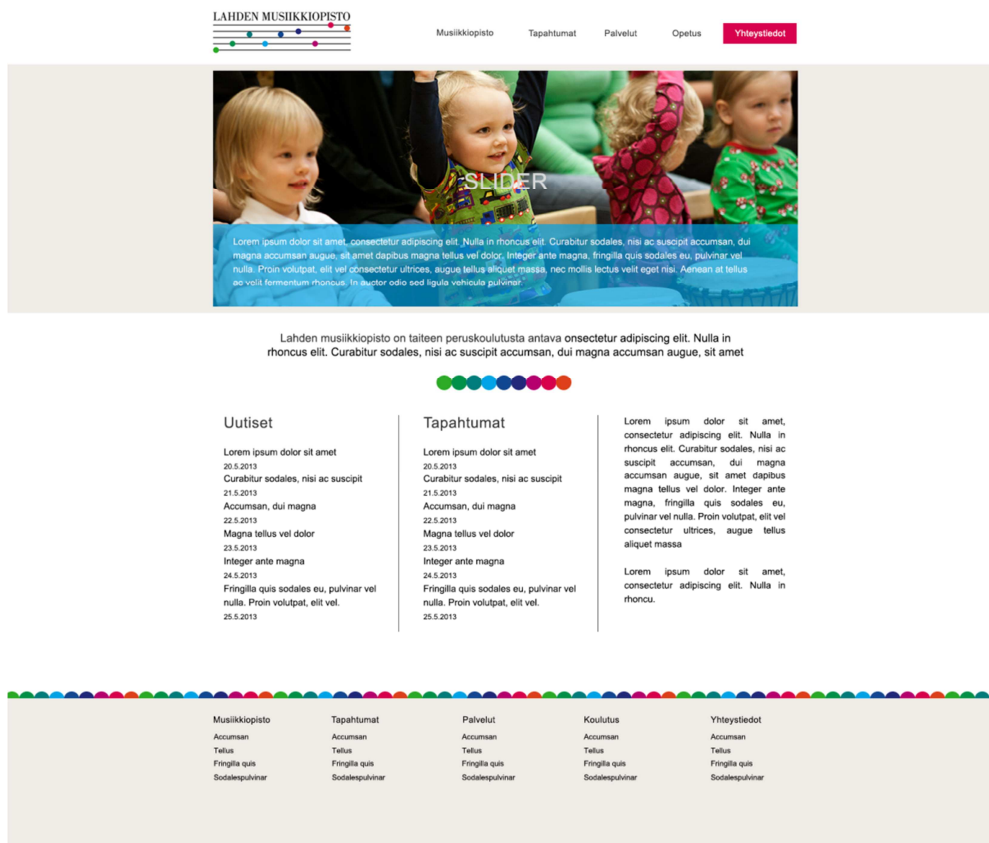 LAHDEN MUSIIKKIOPISTO
Musiikkiopisto Tapahtumat Palvelut Opetus Yhteystiedot
SLIDER
Lorem ipsum dolor sit amet, consectetur adipiscing elit. Nulla in rhoncus elit. Curabitur sodales, nisi ac suscipit accumsan, dui
magna accumsan augue, sit amet dapibus magna tellus vel dolor. Integer ante magna, fringilla quis sodales eu, pulvinar vel
nulla. Proin volutpat, elit vel consectetur ultrices, augue tellus aliquet massa, nec mollis lectus velit eget nisi. Aenean at tellus
ac velit fermentum rhoncus. In auctor odio sed ligula vehicula pulvinar.
Lahden musiikkiopisto on taiteen peruskoulutusta antava onsectetur adipiscing elit. Nulla in
rhoncus elit. Curabitur sodales, nisi ac suscipit accumsan, dui magna accumsan augue, sit amet
Uutiset
Lorem ipsum dolor sit amet
20.5.2013
Curabitur sodales, nisi ac suscipit
21.5.2013
Accumsan, dui magna
22.5.2013
Magna tellus vel dolor
23.5.2013
Integer ante magna
24.5.2013
Fringilla quis sodales eu, pulvinar vel
nulla. Proin volutpat, elit vel.
25.5.2013
Tapahtumat
Lorem ipsum dolor sit amet
20.5.2013
Curabitur sodales, nisi ac suscipit
21.5.2013
Accumsan, dui magna
22.5.2013
Magna tellus vel dolor
23.5.2013
Integer ante magna
24.5.2013
Fringilla quis sodales eu, pulvinar vel
nulla. Proin volutpat, elit vel.
25.5.2013
Lorem ipsum dolor sit amet,
consectetur adipiscing elit. Nulla in
rhoncus elit. Curabitur sodales, nisi ac
suscipit accumsan, dui magna
accumsan augue, sit amet dapibus
magna tellus vel dolor. Integer ante
magna, fringilla quis sodales eu,
pulvinar vel nulla. Proin volutpat, elit vel
consectetur ultrices, augue tellus
aliquet massa
Lorem ipsum dolor sit amet,
consectetur adipiscing elit. Nulla in
rhoncu.
Musiikkiopisto
Accumsan
Tellus
Fringilla quis
Sodalespulvinar
Tapahtumat
Accumsan
Tellus
Fringilla quis
Sodalespulvinar
Palvelut
Accumsan
Tellus
Fringilla quis
Sodalespulvinar
Koulutus
Accumsan
Tellus
Fringilla quis
Sodalespulvinar
Yhteystiedot
Accumsan
Tellus
Fringilla quis
Sodalespulvinar